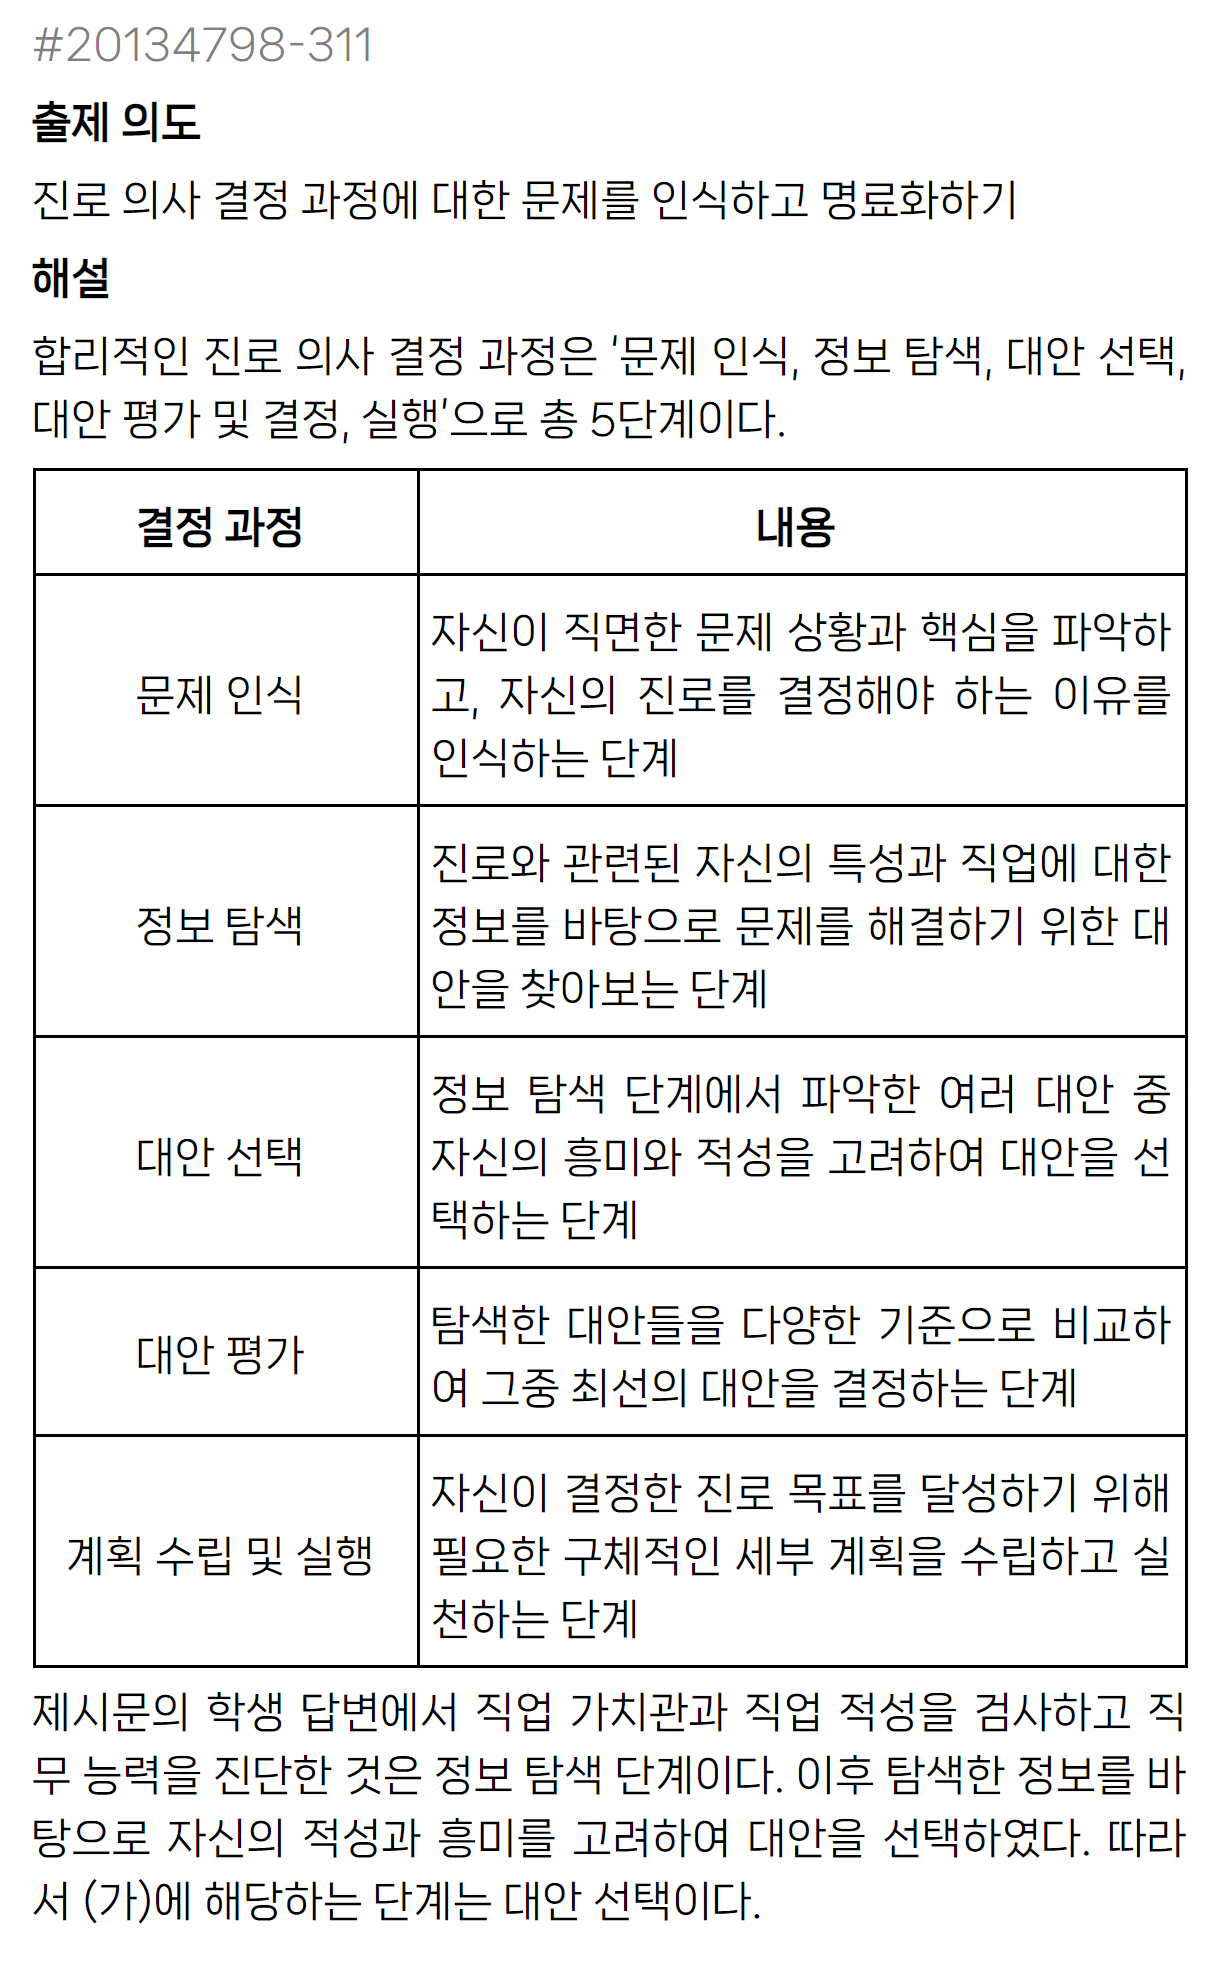 #20134798-311
출제 의도
진로 의사 결정 과정에 대한 문제를 인식하고 명료화하기
해설
합리적인 진로 의사 결정 과정은 '문제 인식, 정보 탐색, 대안 선택,
대안 평가 및 결정, 실행'으로 총 5단계이다.
결정 과정
내용
문제 인식
자신이 직면한 문제 상황과 핵심을 파악하
고, 자신의 진로를 결정해야 하는 이유를
인식하는 단계
정보 탐색
진로와 관련된 자신의 특성과 직업에 대한
정보를 바탕으로 문제를 해결하기 위한 대
안을 찾아보는 단계
대안 선택
정보 탐색 단계에서 파악한 여러 대안 중
자신의 흥미와 적성을 고려하여 대안을 선
택하는 단계
대안 평가
탐색한 대안들을 다양한 기준으로 비교하
여 그중 최선의 대안을 결정하는 단계
계획 수립 및 실행
자신이 결정한 진로 목표를 달성하기 위해
필요한 구체적인 세부 계획을 수립하고 실
천하는 단계
제시문의 학생 답변에서 직업 가치관과 직업 적성을 검사하고 직
무 능력을 진단한 것은 정보 탐색 단계이다. 이후 탐색한 정보를 바
탕으로 자신의 적성과 흥미를 고려하여 대안을 선택하였다. 따라
서 (가)에 해당하는 단계는 대안 선택이다.